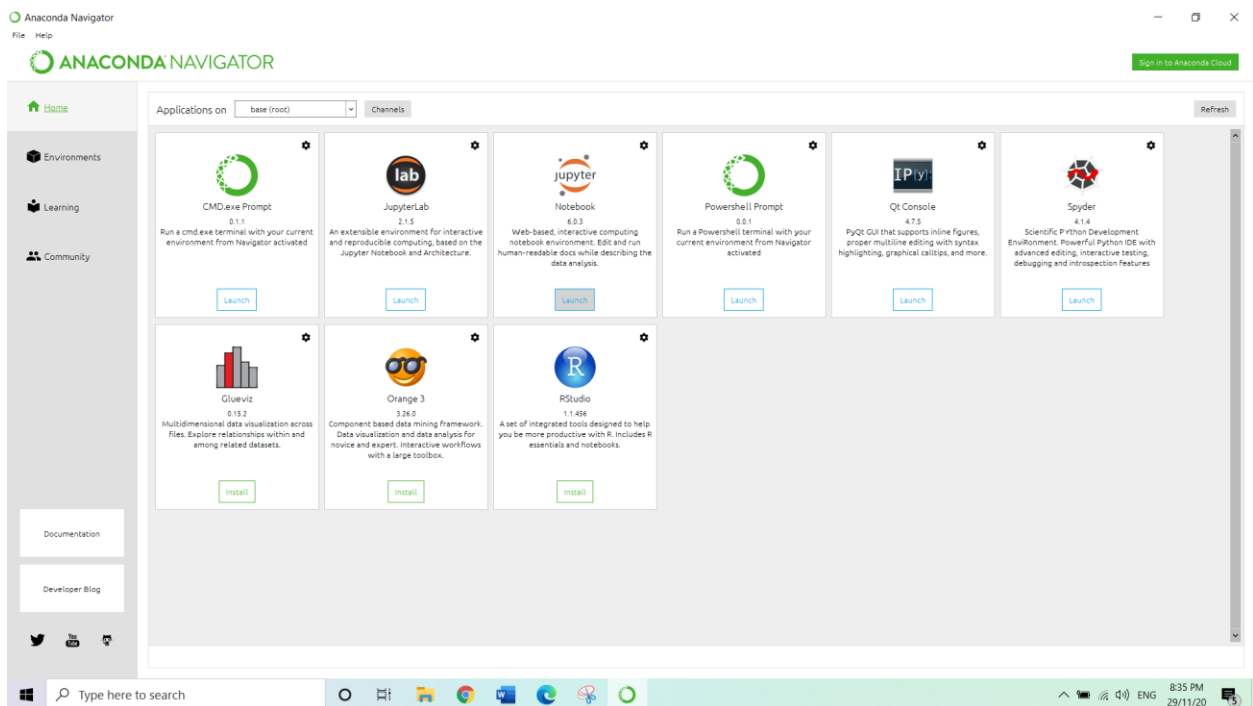 Anaconda Navigator
File Help
ANACONDA NAVIGATOR
Sign in to Anaconda Cloud
Home
Environments
Learning
Community
Documentation
Developer Blog
You
Tube
Applications on base (root) Channels Refresh
lab
jupyter
IP[y]:
CMD.exe Prompt
0.1.1
Run a cmd.exe terminal with your current
environment from Navigator activated
Launch
JupyterLab
2.1.5
An extensible environment for interactive
and reproducible computing, based on the
Jupyter Notebook and Architecture.
Launch
Notebook
6.0.3
Web-based, interactive computing
notebook environment. Edit and run
human-readable docs while describing the
data analysis.
Launch
Powershell Prompt
0.0.1
Run a Powershell terminal with your
current environment from Navigator
activated
Launch
Qt Console
4.7.5
PyQt GUI that supports inline figures,
proper multiline editing with syntax
highlighting, graphical calltips, and more.
Launch
Spyder
4.1.4
Scientific PYthon Development
EnviRonment. Powerful Python IDE with
advanced editing, interactive testing,
debugging and introspection features
Launch
Glueviz
0.15.2
Multidimensional data visualization across
files. Explore relationships within and
among related datasets.
Install
Orange 3
3.26.0
Component based data mining framework.
Data visualization and data analysis for
novice and expert. Interactive workflows
with a large toolbox.
Install
R
RStudio
1.1.456
A set of integrated tools designed to help
you be more productive with R. Includes R
essentials and notebooks.
Install
Type here to search
W
ENG
8:35 PM
29/11/20
5